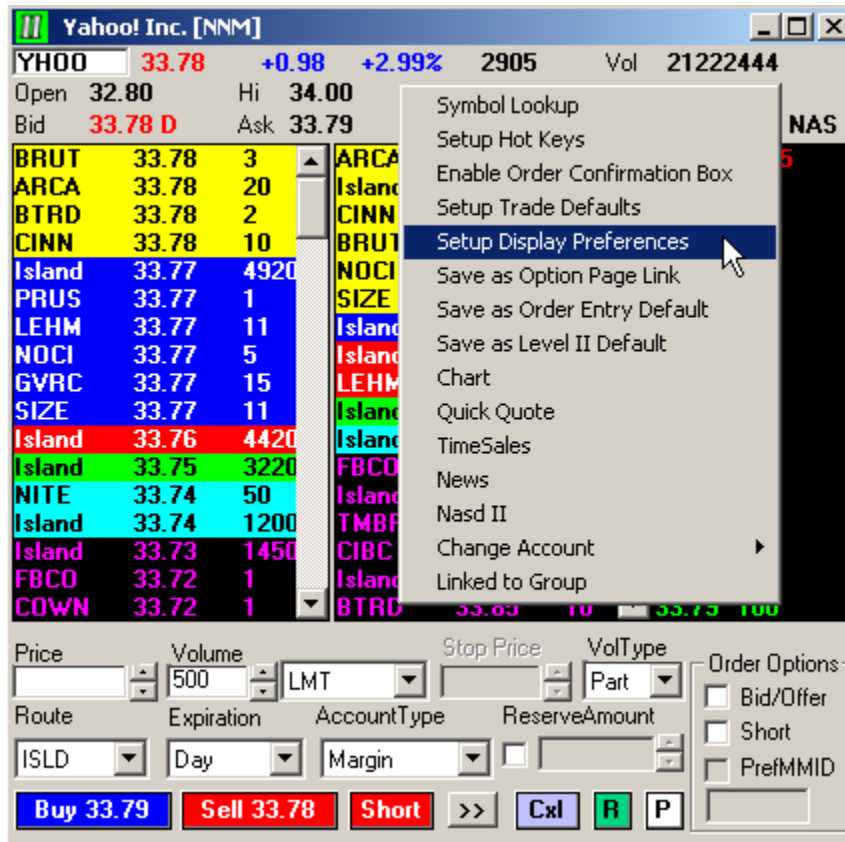 Yahoo! Inc. [NNM]
YHOO 33.78 +0.98 +2.99% 2905 Vol 21222444
Open 32.80 Hi 34.00
Bid 33.78 D Ask 33.79 NAS
BRUT 33.78 3
ARCA 33.78 20
BTRD 33.78 2
CINN 33.78 10
Island 33.77 4920
PRUS 33.77 1
LEHM 33.77 11
NOCI 33.77 5
GVRC 33.77 15
SIZE 33.77 11
Island 33.76 4420
Island 33.75 3220
NITE 33.74 50
Island 33.74 1200
Island 33.73 1450
FBCO 33.72 1
COWN 33.72 1
ARCA
Island
CINN
BRUT
NOCI
SIZE
Island
Island
LEHM
Island
Island
FBCO
Island
TMBR
CIBC
Island
BTRD 33.85 10 33.79 100
Symbol Lookup
Setup Hot Keys
Enable Order Confirmation Box
Setup Trade Defaults
Setup Display Preferences
Save as Option Page Link
Save as Order Entry Default
Save as Level II Default
Chart
Quick Quote
TimeSales
News
Nasd II
Change Account
Linked to Group
Price Volume Stop Price VolType
500 LMT Part
Route Expiration AccountType ReserveAmount
ISLD Day Margin
Order Options
Bid/Offer
Short
PrefMMID
Buy 33.79 Sell 33.78 Short >> Cxl R P